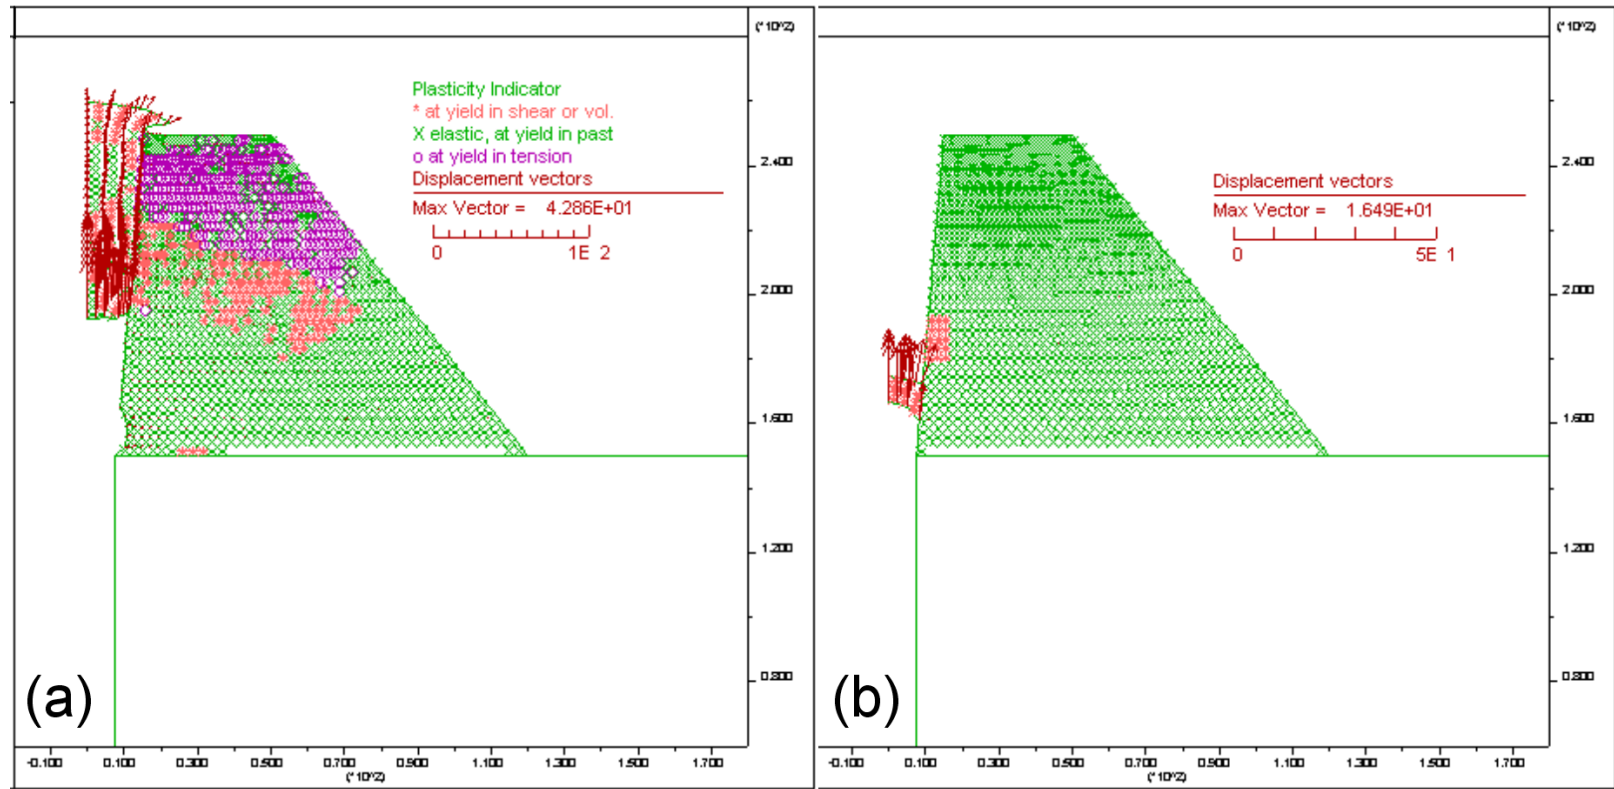 (*10^2)
Plasticity Indicator
* at yield in shear or vol.
X elastic, at yield in past
o at yield in tension
Displacement vectors
Max Vector = 4.286E+01
0 1E 2
2.400
2.000
1.600
1.200
0.800
(a)
-0.100 0.100 0.300 0.500 0.700 0.900 1.100 1.300 1.500 1.700
(*10^2)
(*10^2)
Displacement vectors
Max Vector = 1.649E+01
0 5E 1
2.400
2.000
1.600
1.200
0.800
(b)
-0.100 0.100 0.300 0.500 0.700 0.900 1.100 1.300 1.500 1.700
(*10^2)